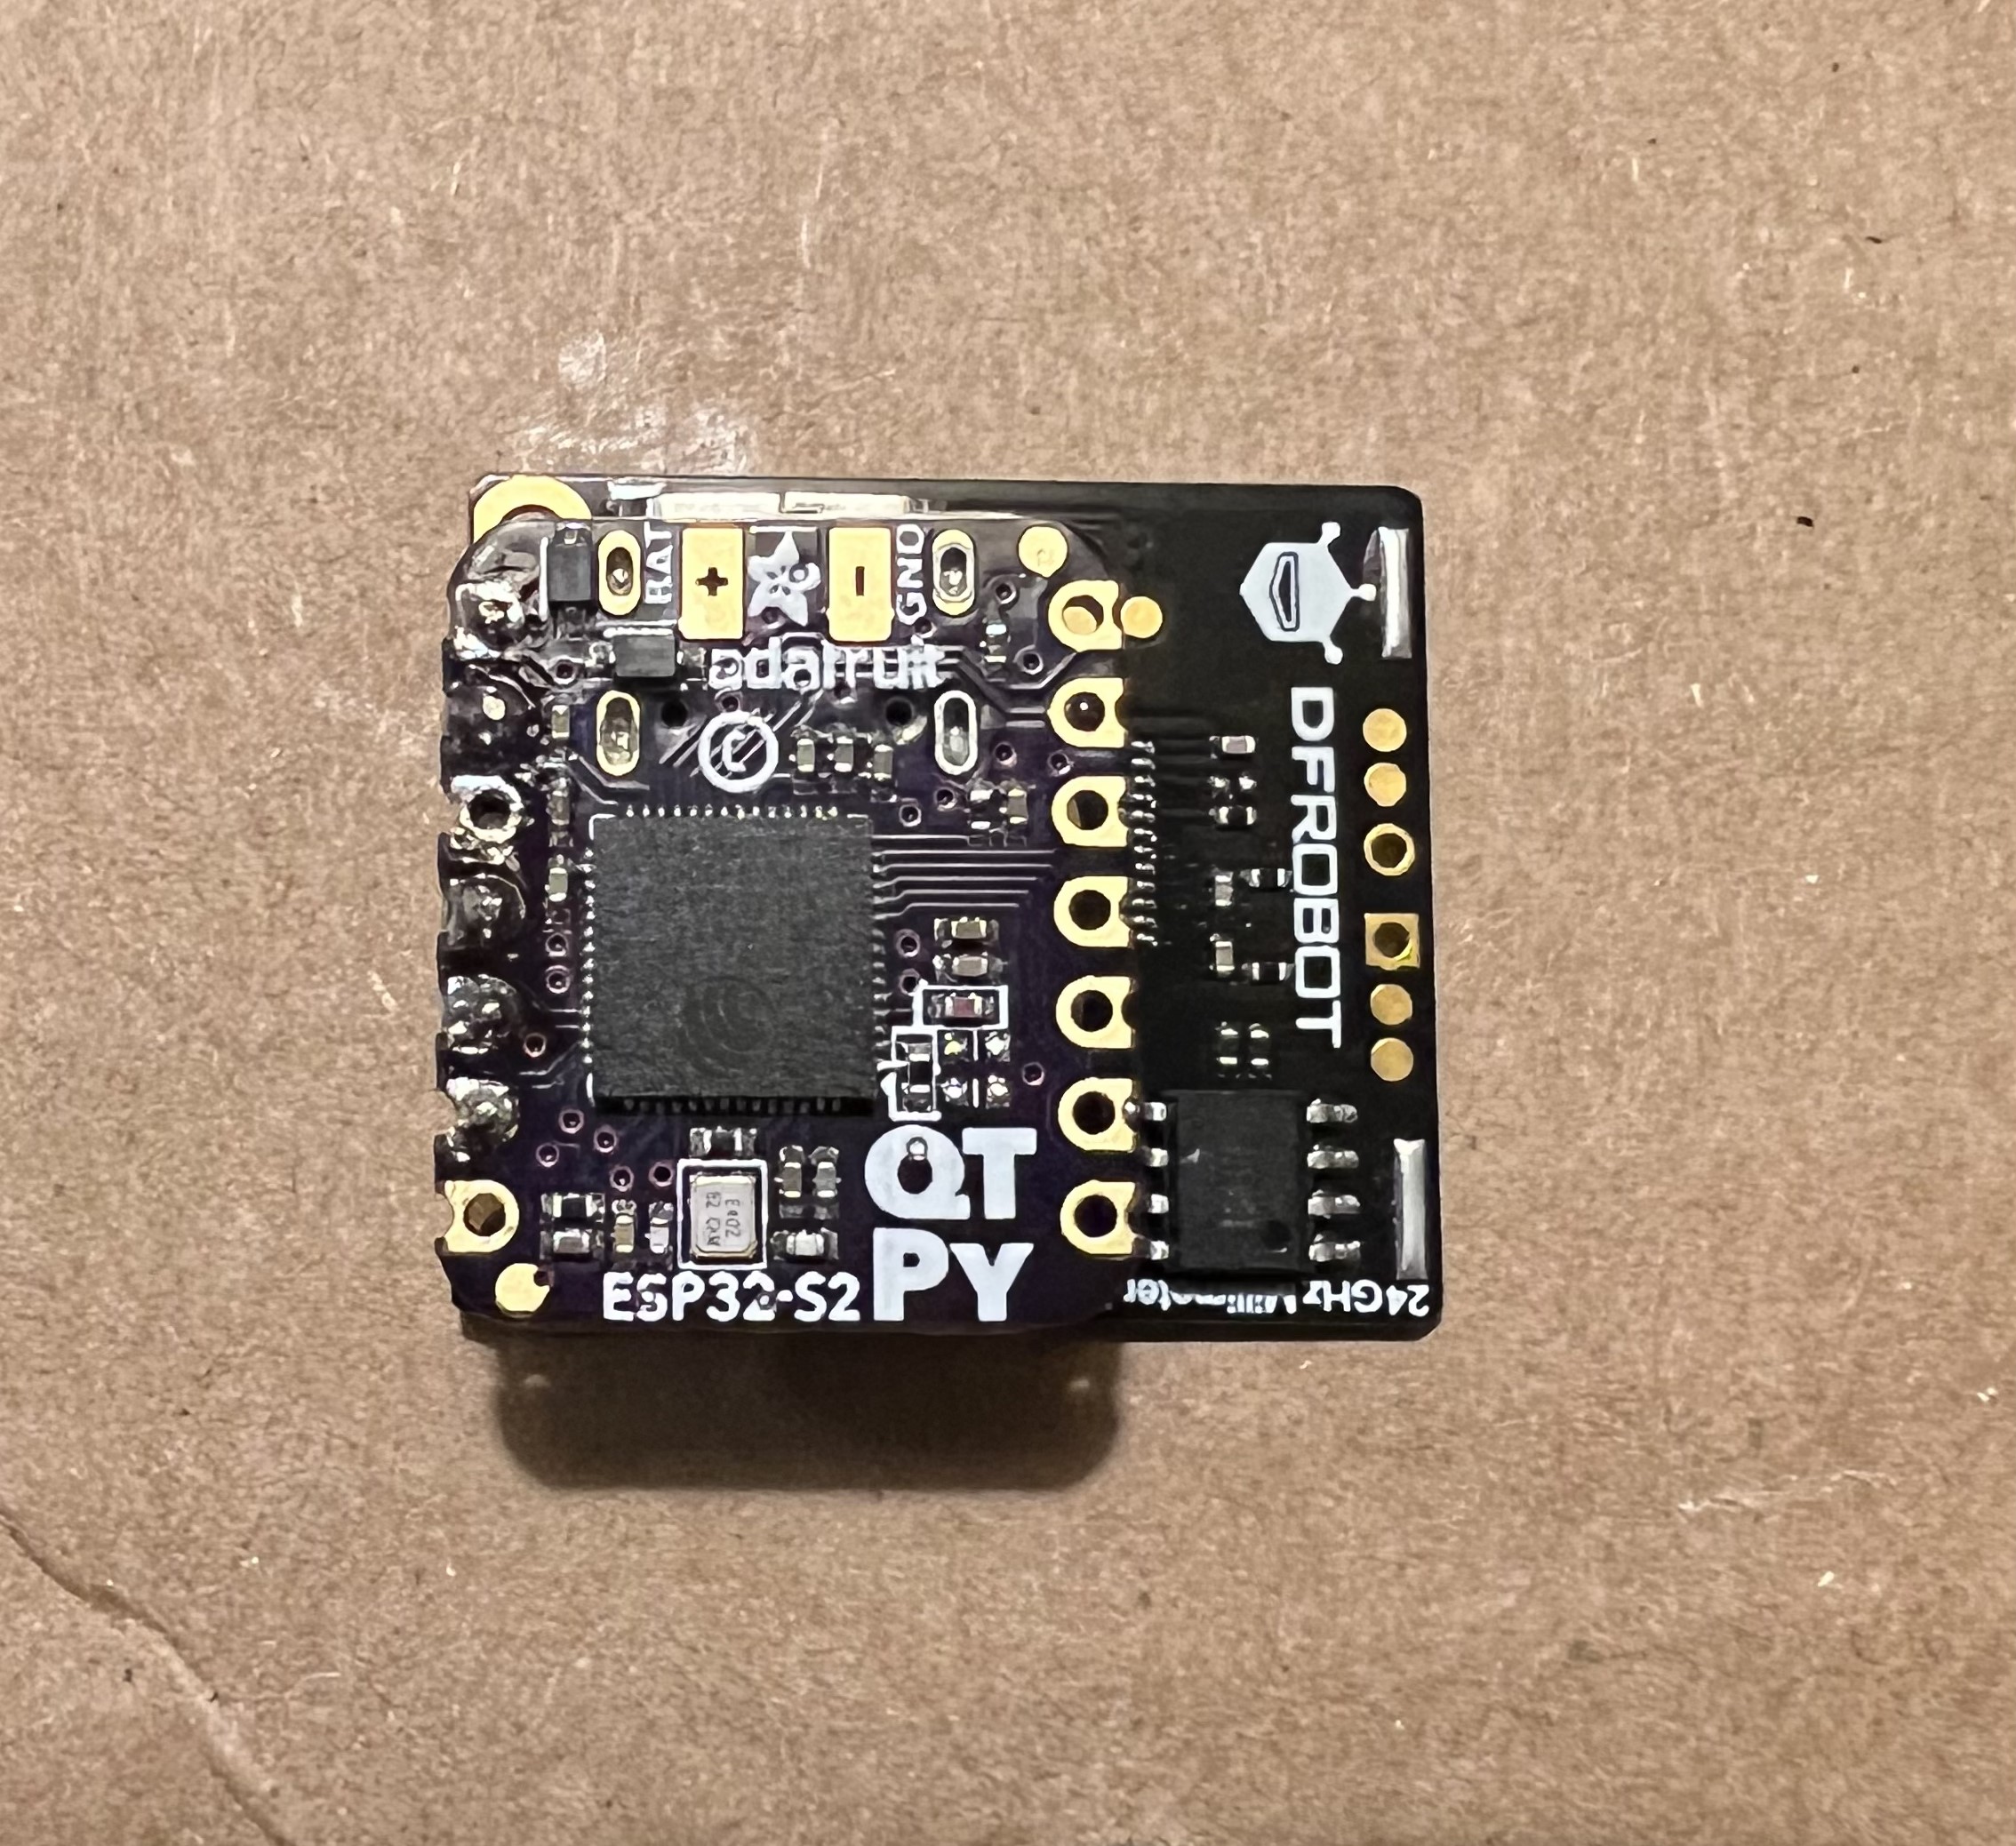 BAT
+
-
GND
adafruit
DFROBOT
QT
PY
ESP32-S2
24GHz Millimeter